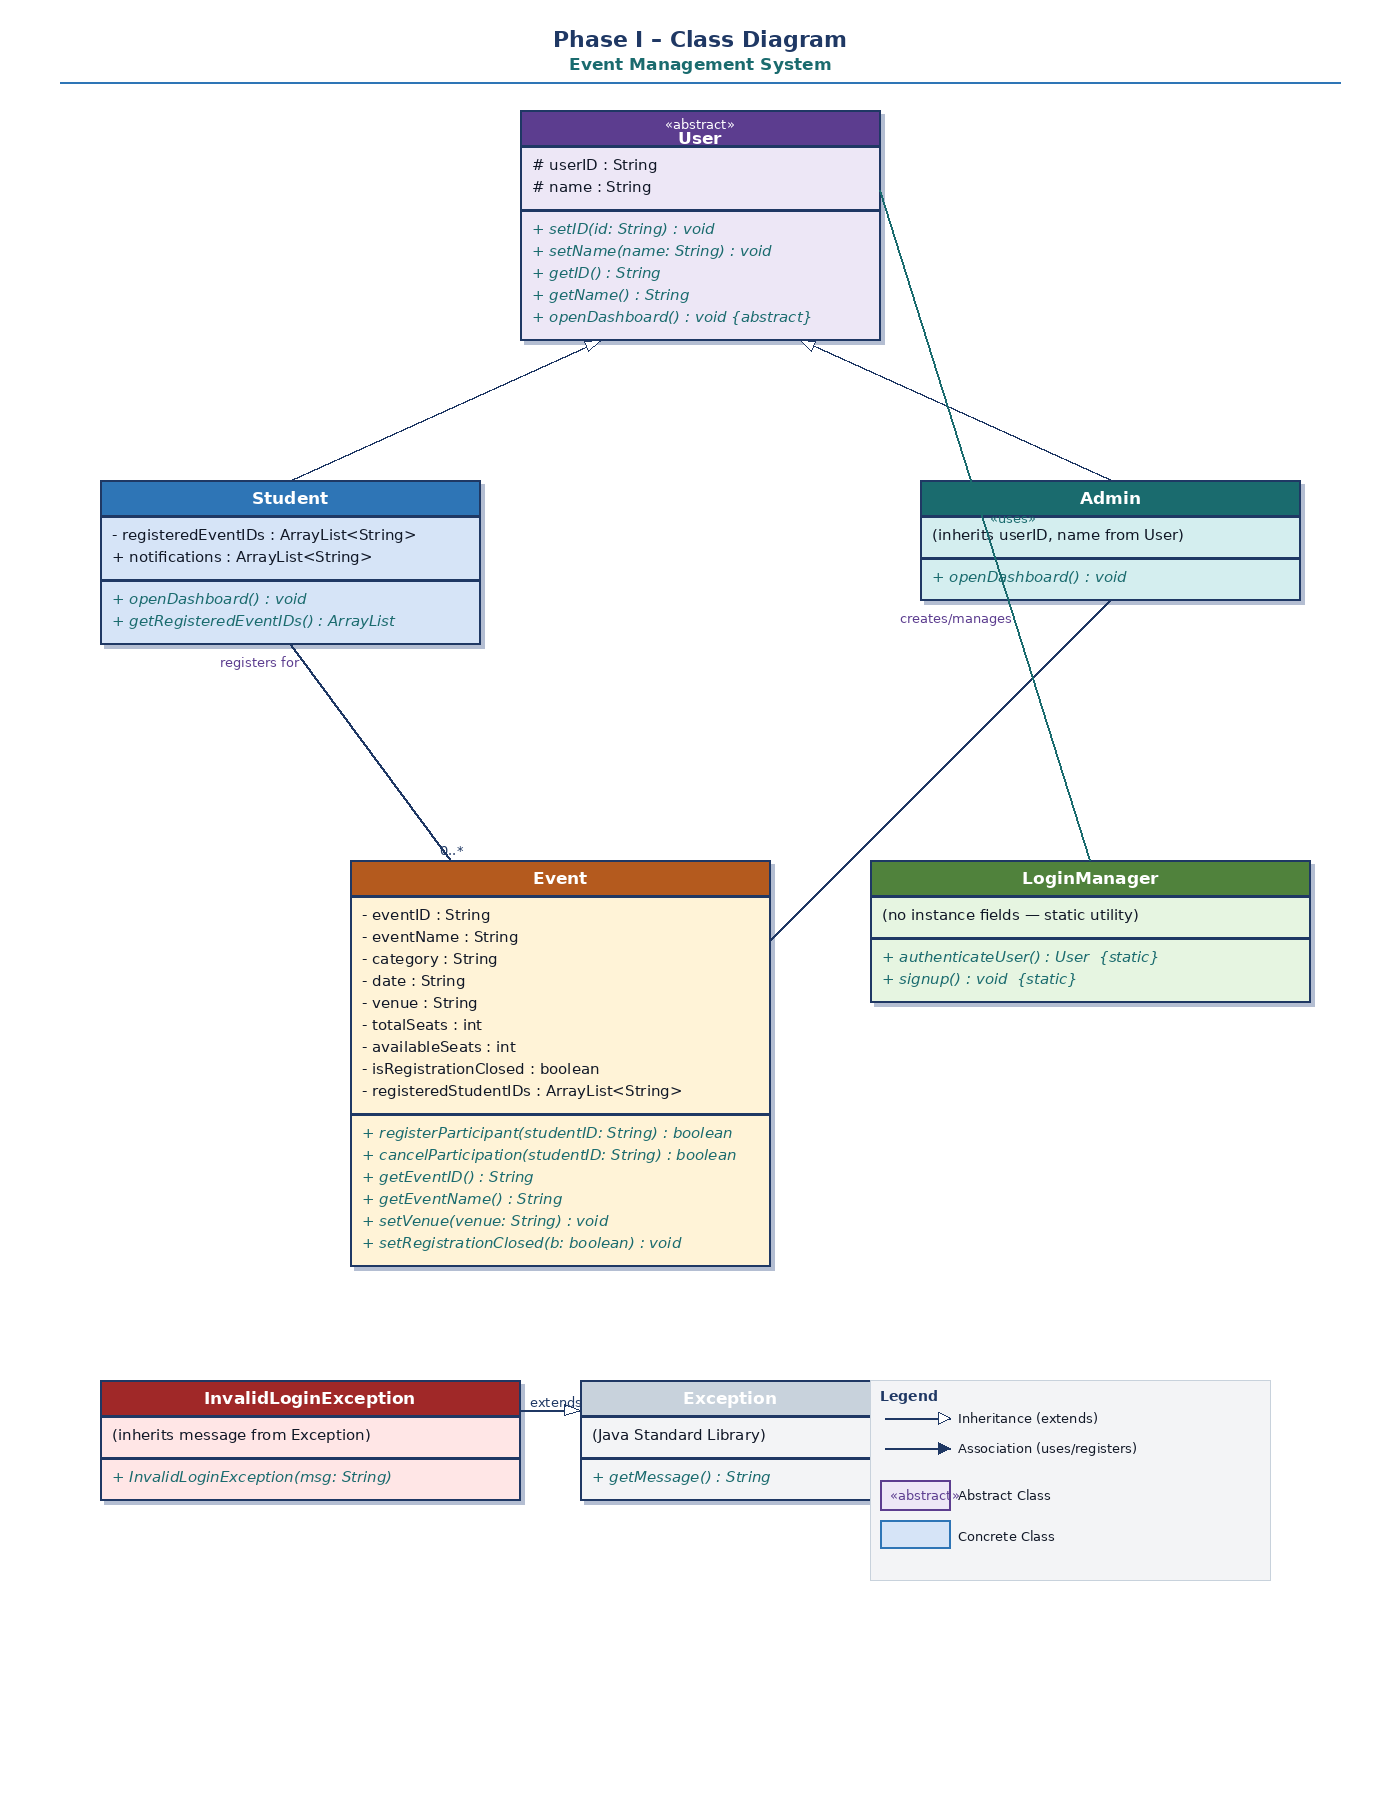 Phase I – Class Diagram
Event Management System
«abstract»
User
# userID : String
# name : String
+ setID(id: String) : void
+ setName(name: String) : void
+ getID() : String
+ getName() : String
+ openDashboard() : void {abstract}
Student
- registeredEventIDs : ArrayList<String>
+ notifications : ArrayList<String>
+ openDashboard() : void
+ getRegisteredEventIDs() : ArrayList
Admin
«uses»
(inherits userID, name from User)
+ openDashboard() : void
creates/manages
registers for
0..*
Event
- eventID : String
- eventName : String
- category : String
- date : String
- venue : String
- totalSeats : int
- availableSeats : int
- isRegistrationClosed : boolean
- registeredStudentIDs : ArrayList<String>
+ registerParticipant(studentID: String) : boolean
+ cancelParticipation(studentID: String) : boolean
+ getEventID() : String
+ getEventName() : String
+ setVenue(venue: String) : void
+ setRegistrationClosed(b: boolean) : void
LoginManager
(no instance fields — static utility)
+ authenticateUser() : User  {static}
+ signup() : void  {static}
InvalidLoginException
(inherits message from Exception)
+ InvalidLoginException(msg: String)
extends
Exception
(Java Standard Library)
+ getMessage() : String
Legend
Inheritance (extends)
Association (uses/registers)
«abstract»
Abstract Class
Concrete Class